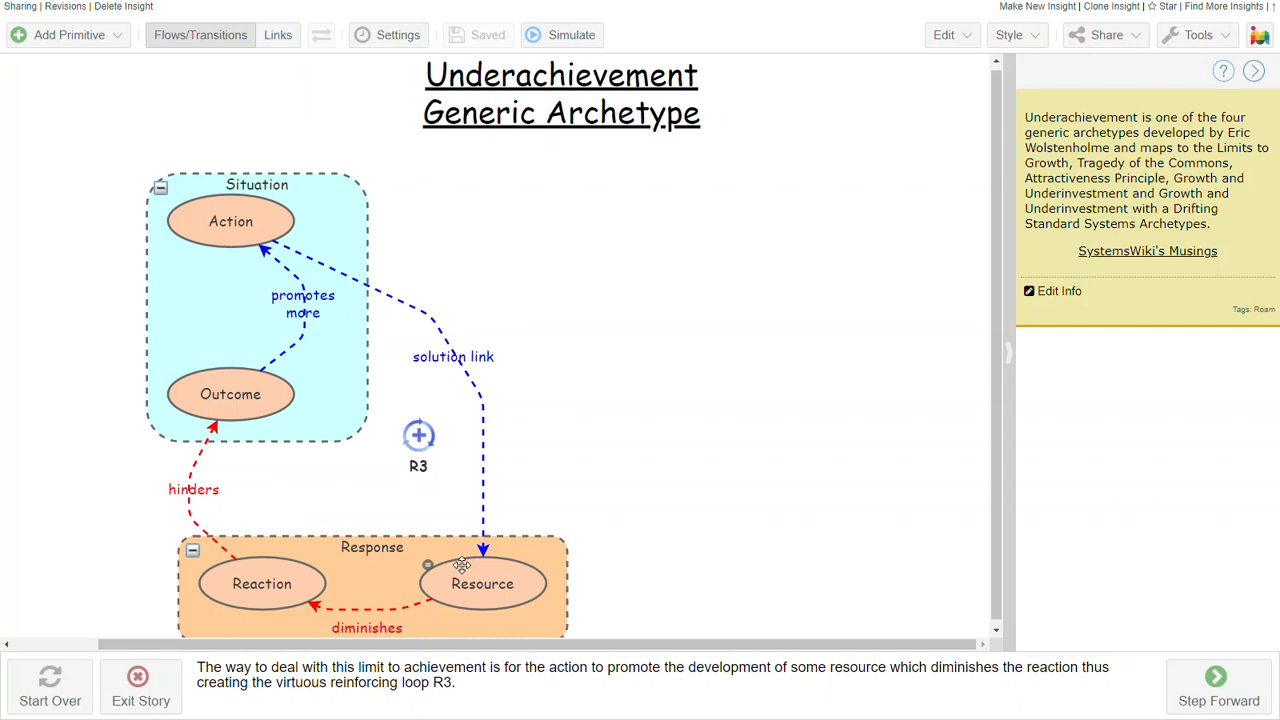 Sharing | Revisions | Delete Insight
Make New Insight | Clone Insight | ☆ Star | Find More Insights | ↑
Add Primitive
Flows/Transitions
Links
Settings
Saved
Simulate
Edit
Style
Share
Tools
Underachievement
Generic Archetype
Situation
Action
promotes
more
solution link
Outcome
R3
hinders
Response
Reaction
Resource
diminishes
?
Underachievement is one of the four
generic archetypes developed by Eric
Wolstenholme and maps to the Limits to
Growth, Tragedy of the Commons,
Attractiveness Principle, Growth and
Underinvestment and Growth and
Underinvestment with a Drifting
Standard Systems Archetypes.
SystemsWiki's Musings
Edit Info
Tags: Roam
Start Over
Exit Story
The way to deal with this limit to achievement is for the action to promote the development of some resource which diminishes the reaction thus
creating the virtuous reinforcing loop R3.
Step Forward